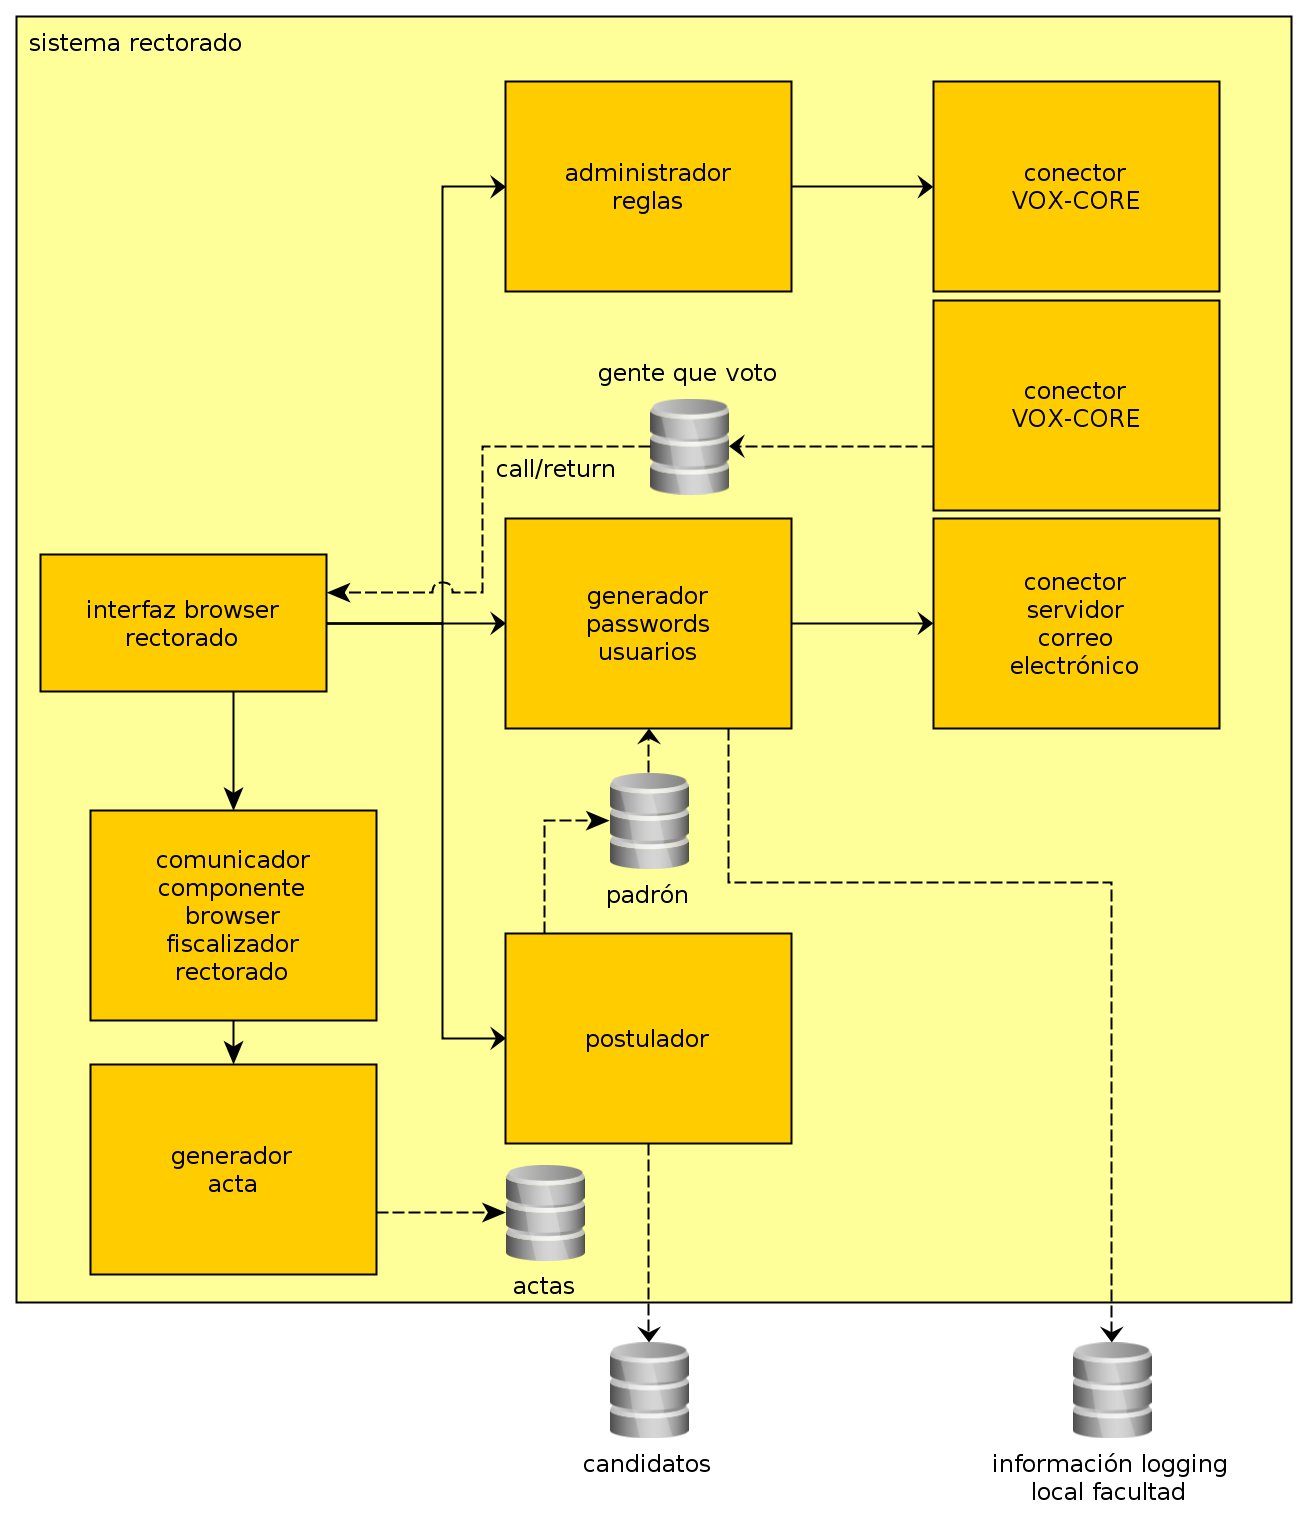 sistema rectorado
administrador
reglas
conector
VOX-CORE
gente que voto
conector
VOX-CORE
call/return
interfaz browser
rectorado
generador
passwords
usuarios
conector
servidor
correo
electrónico
comunicador
componente
browser
fiscalizador
rectorado
padrón
postulador
generador
acta
actas
candidatos
información logging
local facultad